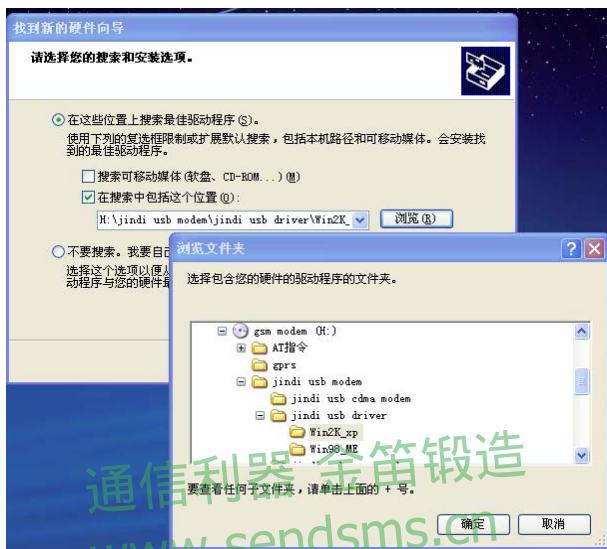 找到新的硬件向导
请选择您的搜索和安装选项。
在这些位置上搜索最佳驱动程序(S)。
使用下列的复选框限制或扩展默认搜索，包括本机路径和可移动媒体。会安装找
到的最佳驱动程序。
搜索可移动媒体(软盘、CD-ROM...)(M)
在搜索中包括这个位置(O):
H:\jindi usb modem\jindi usb driver\Win2K_
浏览(R)
不要搜索。我要自己
选择这个选项以便从
动程序与您的硬件最
浏览文件夹
选择包含您的硬件的驱动程序的文件夹。
gsm modem (H:)
AT指令
gprs
jindi usb modem
jindi usb cdma modem
jindi usb driver
Win2K_xp
Win98_ME
要查看任何子文件夹，请单击上面的 + 号。
确定
取消
通信利器 金笛锻造
www.sendsms.cn